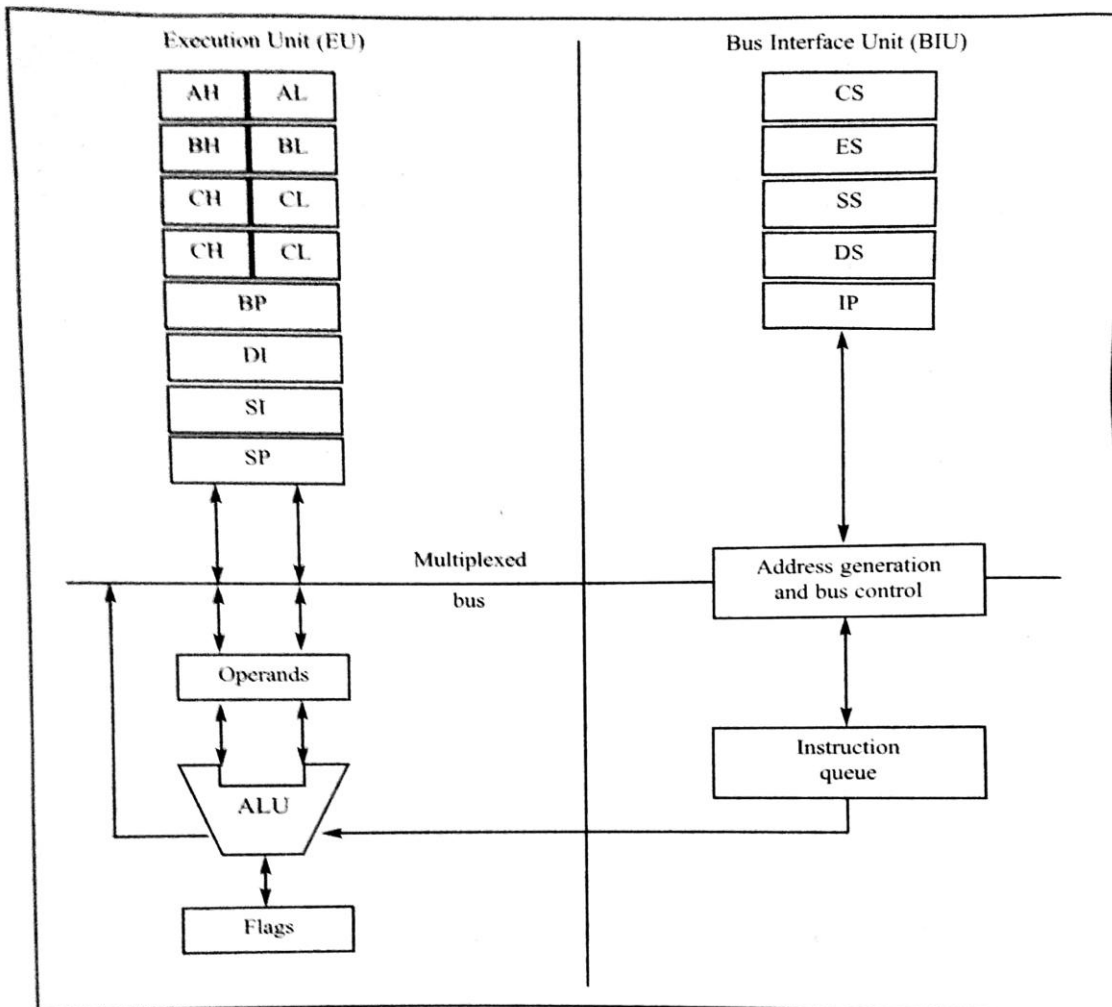 Execution Unit (EU)
AH AL
BH BL
CH CL
CH CL
BP
DI
SI
SP
Bus Interface Unit (BIU)
CS
ES
SS
DS
IP
Multiplexed
bus
Address generation
and bus control
Operands
Instruction
queue
ALU
Flags